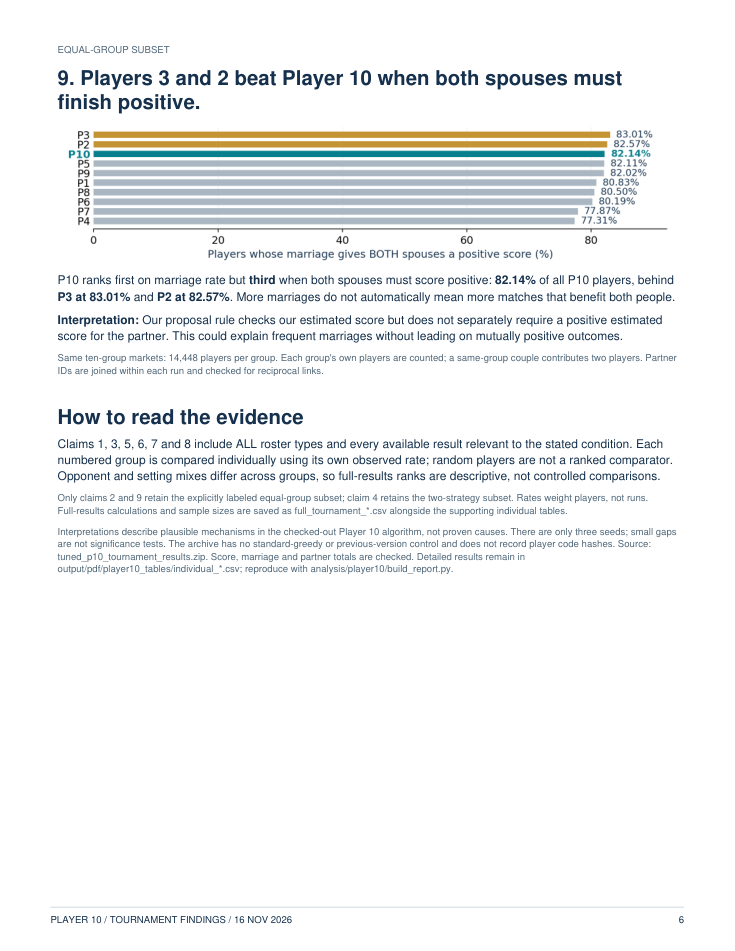 EQUAL-GROUP SUBSET
9. Players 3 and 2 beat Player 10 when both spouses must
finish positive.
P3 83.01%
P2 82.57%
P10 82.14%
P5 82.11%
P9 82.02%
P1 80.83%
P8 80.50%
P6 80.19%
P7 77.87%
P4 77.31%
0 20 40 60 80
Players whose marriage gives BOTH spouses a positive score (%)
P10 ranks first on marriage rate but third when both spouses must score positive: 82.14% of all P10 players, behind
P3 at 83.01% and P2 at 82.57%. More marriages do not automatically mean more matches that benefit both people.
Interpretation: Our proposal rule checks our estimated score but does not separately require a positive estimated
score for the partner. This could explain frequent marriages without leading on mutually positive outcomes.
Same ten-group markets: 14,448 players per group. Each group's own players are counted; a same-group couple contributes two players. Partner
IDs are joined within each run and checked for reciprocal links.
How to read the evidence
Claims 1, 3, 5, 6, 7 and 8 include ALL roster types and every available result relevant to the stated condition. Each
numbered group is compared individually using its own observed rate; random players are not a ranked comparator.
Opponent and setting mixes differ across groups, so full-results ranks are descriptive, not controlled comparisons.
Only claims 2 and 9 retain the explicitly labeled equal-group subset; claim 4 retains the two-strategy subset. Rates weight players, not runs.
Full-results calculations and sample sizes are saved as full_tournament_*.csv alongside the supporting individual tables.
Interpretations describe plausible mechanisms in the checked-out Player 10 algorithm, not proven causes. There are only three seeds; small gaps
are not significance tests. The archive has no standard-greedy or previous-version control and does not record player code hashes. Source:
tuned_p10_tournament_results.zip. Score, marriage and partner totals are checked. Detailed results remain in
output/pdf/player10_tables/individual_*.csv; reproduce with analysis/player10/build_report.py.
PLAYER 10 / TOURNAMENT FINDINGS / 16 NOV 2026 6